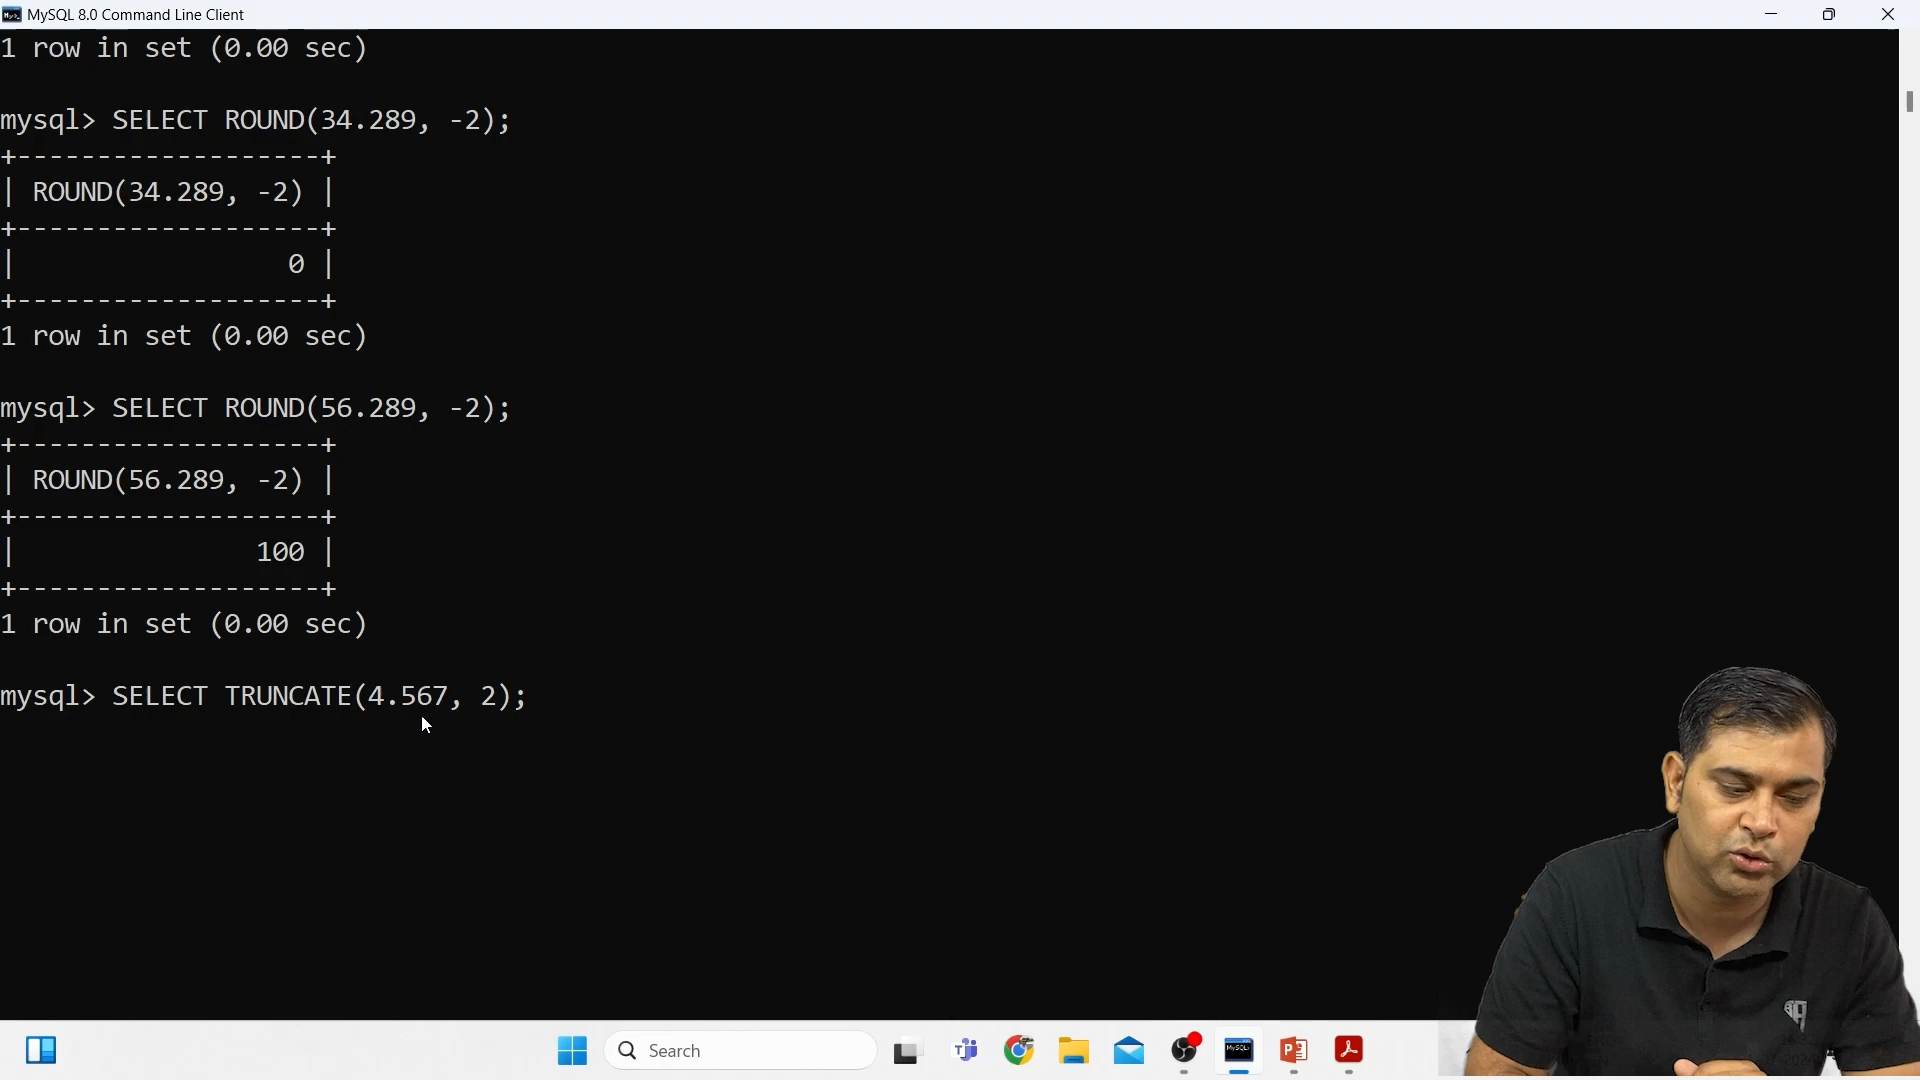 MySQL 8.0 Command Line Client
1 row in set (0.00 sec)
mysql> SELECT ROUND(34.289, -2);
+-------------------+
| ROUND(34.289, -2) |
+-------------------+
|                 0 |
+-------------------+
1 row in set (0.00 sec)
mysql> SELECT ROUND(56.289, -2);
+-------------------+
| ROUND(56.289, -2) |
+-------------------+
|               100 |
+-------------------+
1 row in set (0.00 sec)
mysql> SELECT TRUNCATE(4.567, 2);
Search